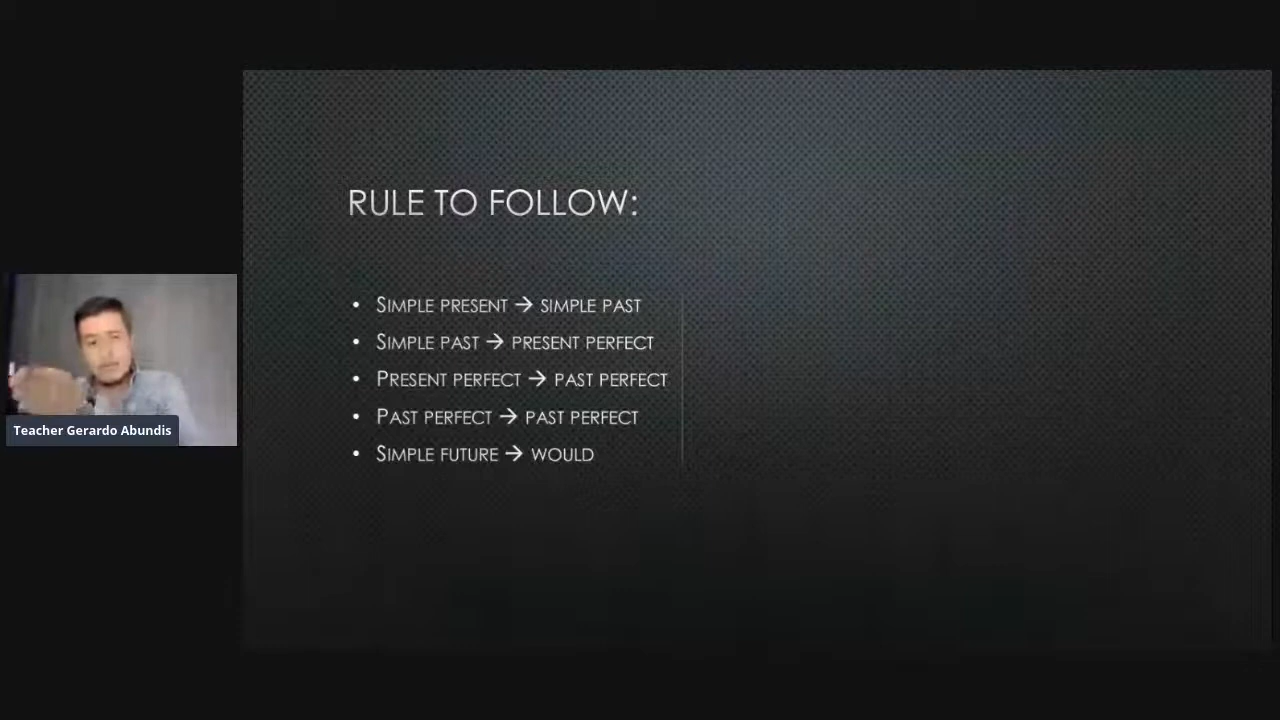 RULE TO FOLLOW:
• SIMPLE PRESENT → SIMPLE PAST
• SIMPLE PAST → PRESENT PERFECT
• PRESENT PERFECT → PAST PERFECT
• PAST PERFECT → PAST PERFECT
• SIMPLE FUTURE → WOULD
Teacher Gerardo Abundis